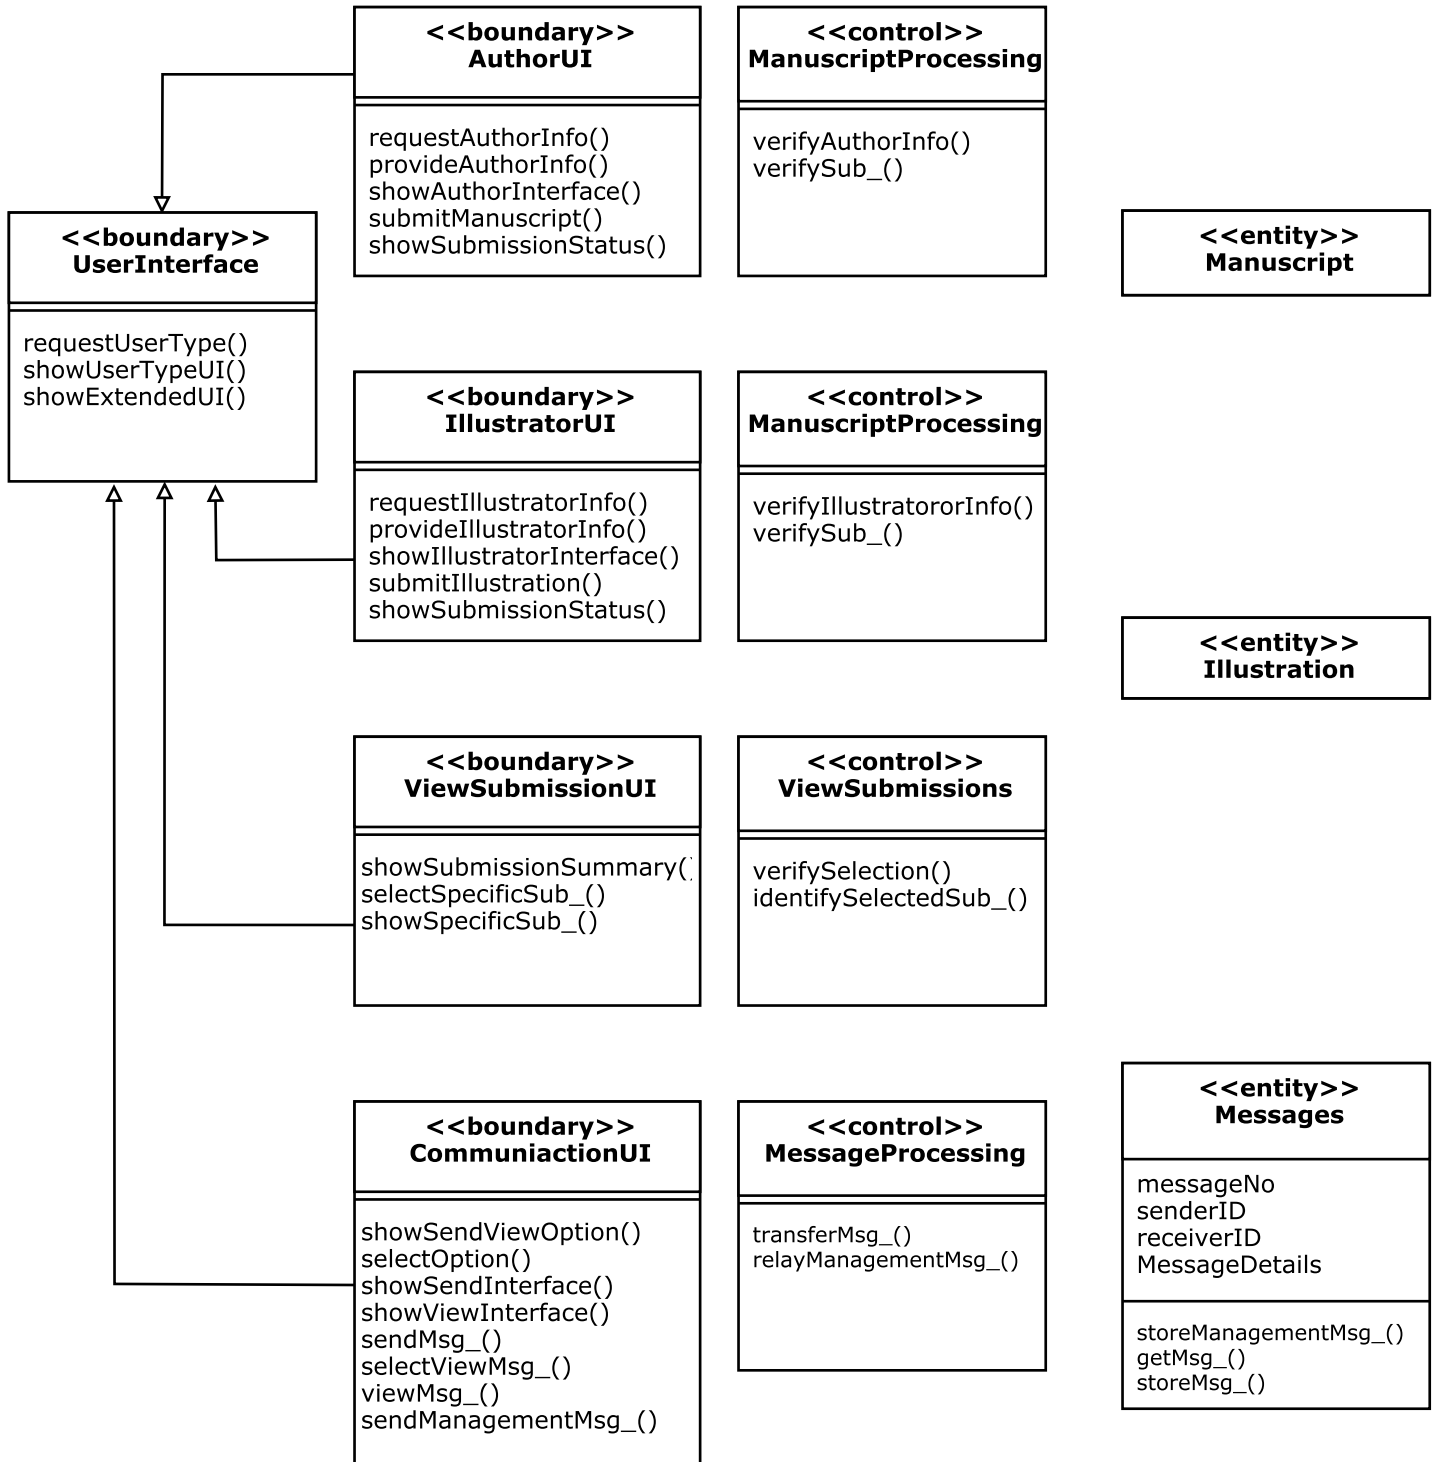 <<boundary>>
AuthorUI
requestAuthorInfo()
provideAuthorInfo()
showAuthorInterface()
submitManuscript()
showSubmissionStatus()
<<control>>
ManuscriptProcessing
verifyAuthorInfo()
verifySub_()
<<boundary>>
UserInterface
requestUserType()
showUserTypeUI()
showExtendedUI()
<<entity>>
Manuscript
<<boundary>>
IllustratorUI
requestIllustratorInfo()
provideIllustratorInfo()
showIllustratorInterface()
submitIllustration()
showSubmissionStatus()
<<control>>
ManuscriptProcessing
verifyIllustratororInfo()
verifySub_()
<<entity>>
Illustration
<<boundary>>
ViewSubmissionUI
showSubmissionSummary()
selectSpecificSub_()
showSpecificSub_()
<<control>>
ViewSubmissions
verifySelection()
identifySelectedSub_()
<<boundary>>
CommuniactionUI
showSendViewOption()
selectOption()
showSendInterface()
showViewInterface()
sendMsg_()
selectViewMsg_()
viewMsg_()
sendManagementMsg_()
<<control>>
MessageProcessing
transferMsg_()
relayManagementMsg_()
<<entity>>
Messages
messageNo
senderID
receiverID
MessageDetails
storeManagementMsg_()
getMsg_()
storeMsg_()